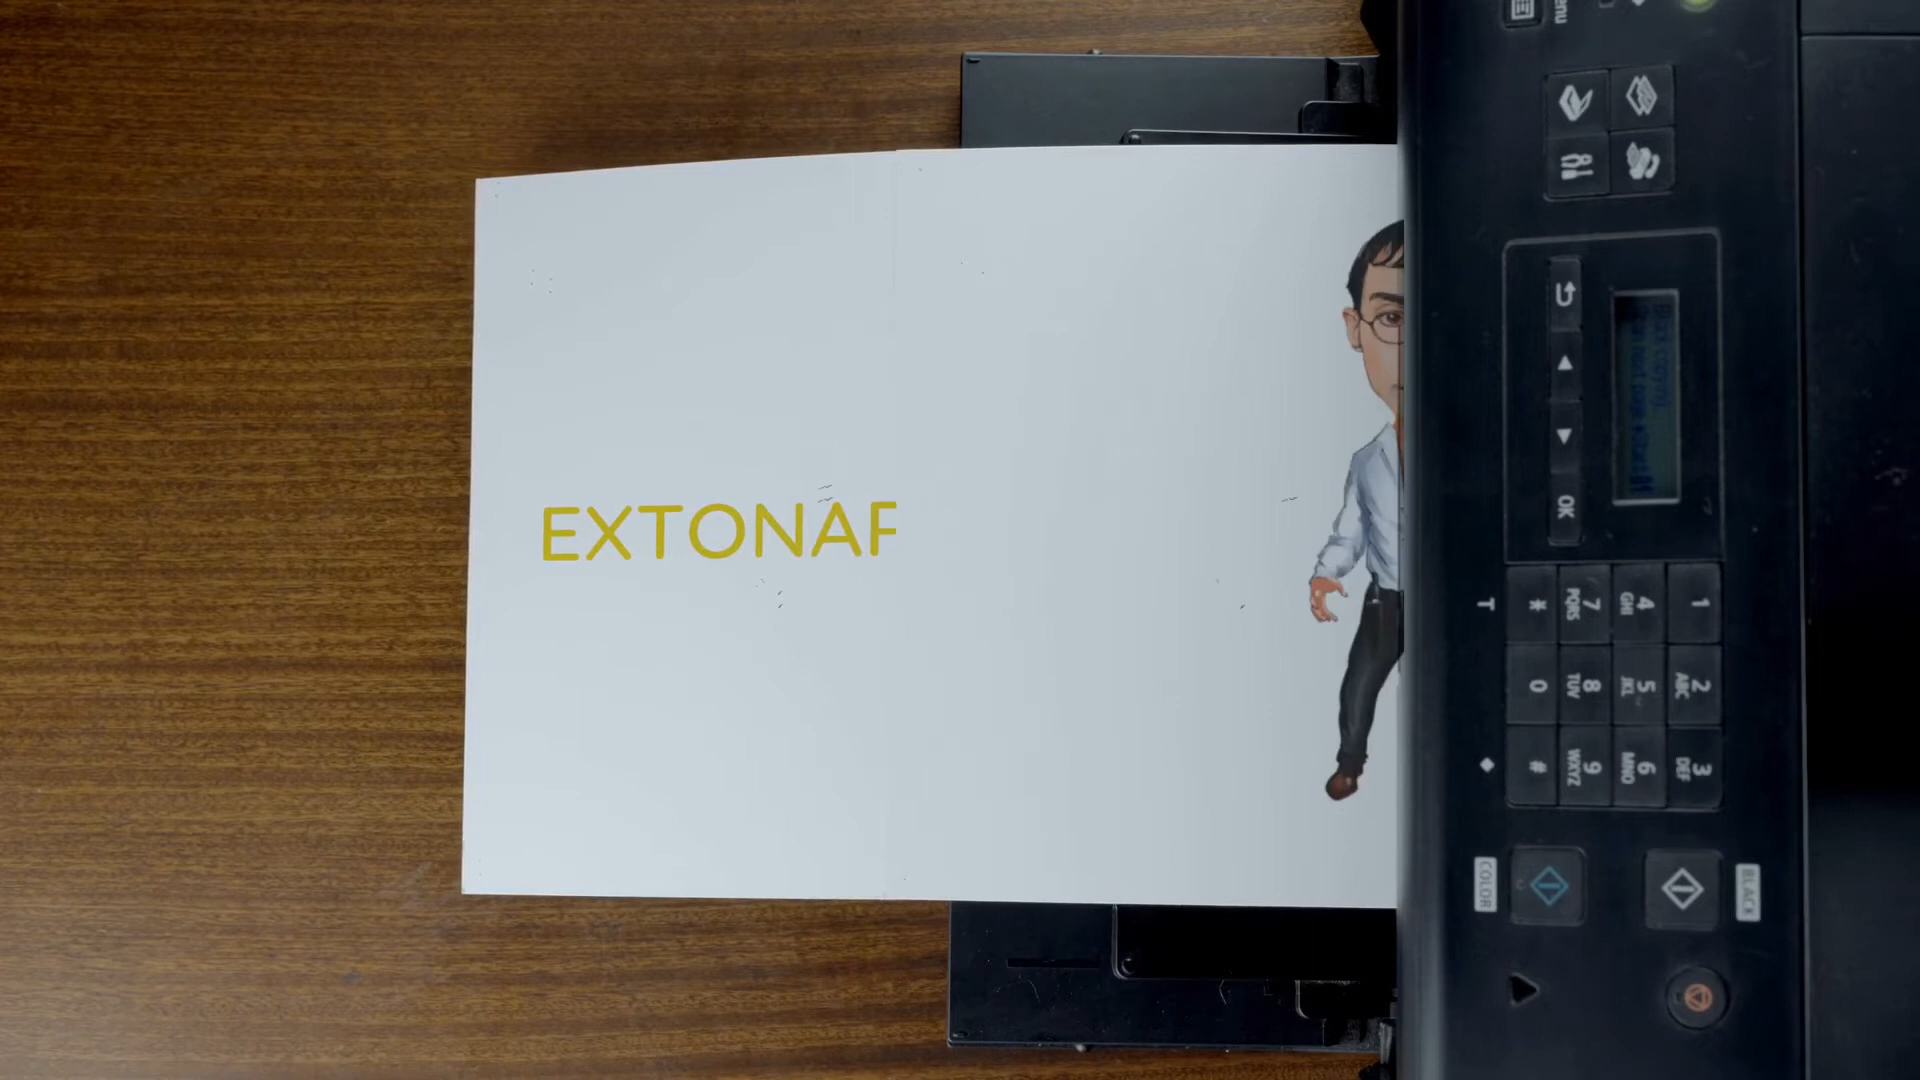 EXTONAF
Menu
OK
1
2 ABC
3 DEF
4 GHI
5 JKL
6 MNO
7 PQRS
8 TUV
9 WXYZ
*
0
#
T
COLOR
BLACK